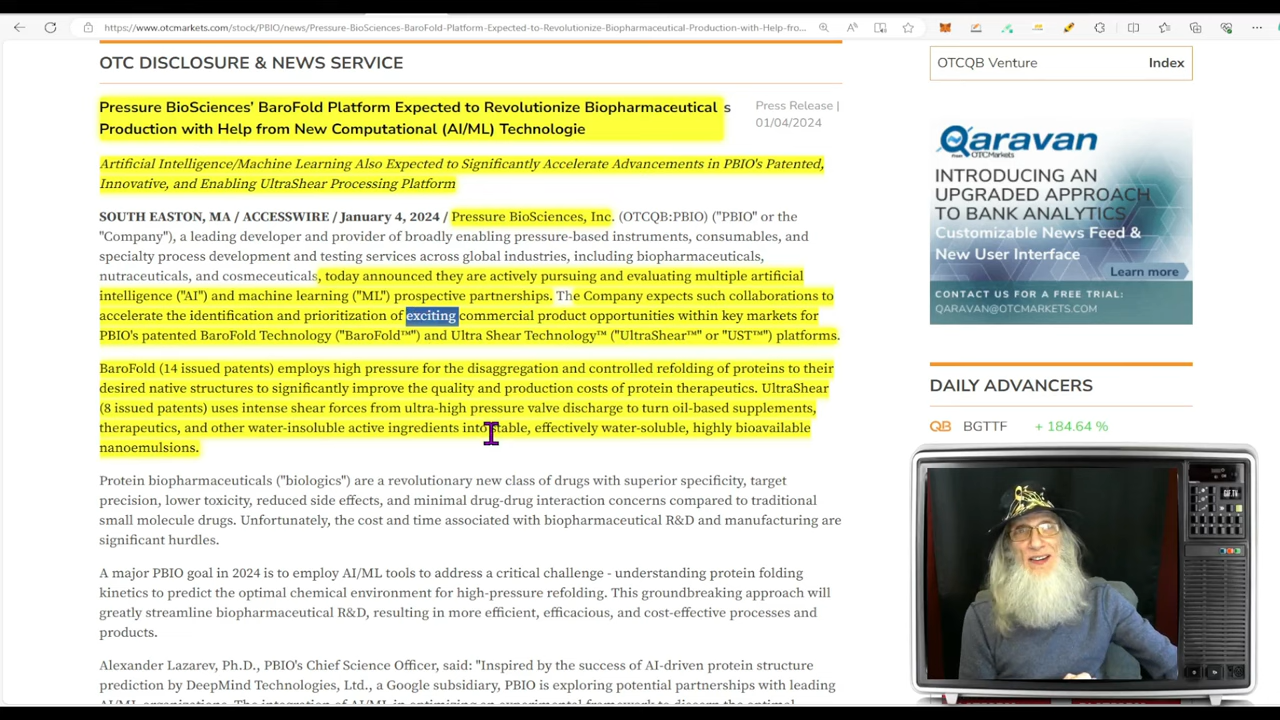 https://www.otcmarkets.com/stock/PBIO/news/Pressure-BioSciences-BaroFold-Platform-Expected-to-Revolutionize-Biopharmaceutical-Production-with-Help-fro...
OTC DISCLOSURE & NEWS SERVICE
Pressure BioSciences’ BaroFold Platform Expected to Revolutionize Biopharmaceutical s
Production with Help from New Computational (AI/ML) Technologie
Press Release |
01/04/2024
Artificial Intelligence/Machine Learning Also Expected to Significantly Accelerate Advancements in PBIO's Patented,
Innovative, and Enabling UltraShear Processing Platform
SOUTH EASTON, MA / ACCESSWIRE / January 4, 2024 / Pressure BioSciences, Inc. (OTCQB:PBIO) ("PBIO" or the
"Company"), a leading developer and provider of broadly enabling pressure-based instruments, consumables, and
specialty process development and testing services across global industries, including biopharmaceuticals,
nutraceuticals, and cosmeceuticals, today announced they are actively pursuing and evaluating multiple artificial
intelligence ("AI") and machine learning ("ML") prospective partnerships. The Company expects such collaborations to
accelerate the identification and prioritization of exciting commercial product opportunities within key markets for
PBIO's patented BaroFold Technology ("BaroFold™") and Ultra Shear Technology™ ("UltraShear™" or "UST™") platforms.
BaroFold (14 issued patents) employs high pressure for the disaggregation and controlled refolding of proteins to their
desired native structures to significantly improve the quality and production costs of protein therapeutics. UltraShear
(8 issued patents) uses intense shear forces from ultra-high pressure valve discharge to turn oil-based supplements,
therapeutics, and other water-insoluble active ingredients into stable, effectively water-soluble, highly bioavailable
nanoemulsions.
Protein biopharmaceuticals ("biologics") are a revolutionary new class of drugs with superior specificity, target
precision, lower toxicity, reduced side effects, and minimal drug-drug interaction concerns compared to traditional
small molecule drugs. Unfortunately, the cost and time associated with biopharmaceutical R&D and manufacturing are
significant hurdles.
A major PBIO goal in 2024 is to employ AI/ML tools to address a critical challenge - understanding protein folding
kinetics to predict the optimal chemical environment for high-pressure refolding. This groundbreaking approach will
greatly streamline biopharmaceutical R&D, resulting in more efficient, efficacious, and cost-effective processes and
products.
Alexander Lazarev, Ph.D., PBIO's Chief Science Officer, said: "Inspired by the success of AI-driven protein structure
prediction by DeepMind Technologies, Ltd., a Google subsidiary, PBIO is exploring potential partnerships with leading
OTCQB Venture Index
Qaravan
from OTCMarkets
INTRODUCING AN
UPGRADED APPROACH
TO BANK ANALYTICS
Customizable News Feed &
New User Interface
Learn more
CONTACT US FOR A FREE TRIAL:
QARAVAN@OTCMARKETS.COM
DAILY ADVANCERS
QB BGTTF + 184.64 %